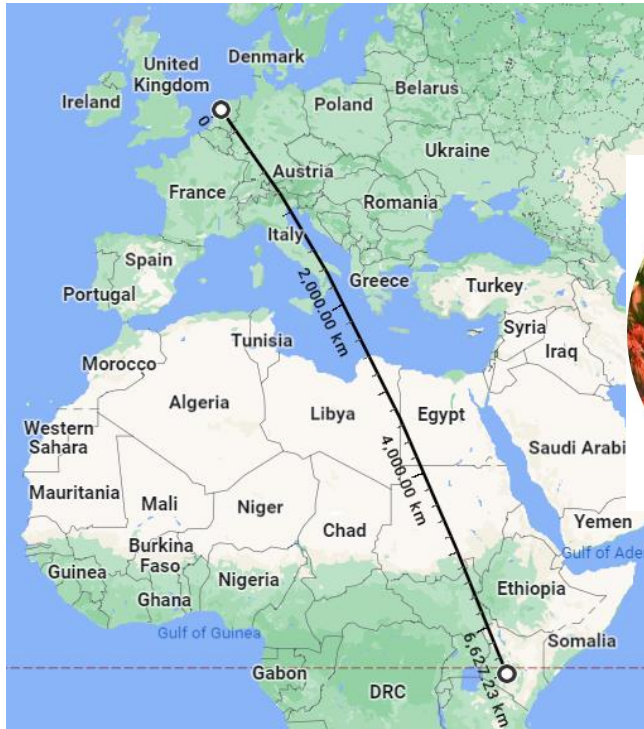 Denmark
United
Kingdom
Ireland
Poland
Belarus
0
Ukraine
France
Austria
Romania
Italy
Spain
Portugal
Greece
Turkey
2,000.00 km
Syria
Tunisia
Iraq
Morocco
Algeria
Libya
Egypt
Western
Sahara
Saudi Arabi
4,000.00 km
Mauritania
Mali
Niger
Chad
Yemen
Burkina
Faso
Gulf of Ade
Guinea
Nigeria
Ethiopia
Ghana
Gulf of Guinea
Somalia
6,627.23 km
Gabon
DRC